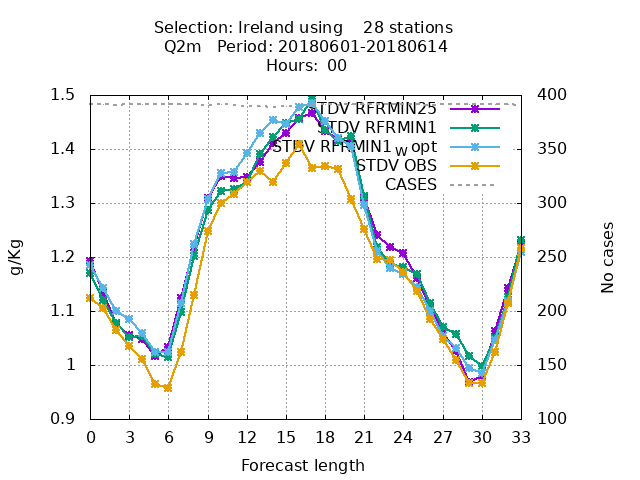 Selection: Ireland using 28 stations
Q2m Period: 20180601-20180614
Hours: 00
1.5
1.4
1.3
1.2
1.1
1
0.9
400
350
300
250
200
150
100
STDV RFRMIN25
STDV RFRMIN1
STDV RFRMIN1w opt
STDV OBS
CASES
g/Kg
No cases
0 3 6 9 12 15 18 21 24 27 30 33
Forecast length